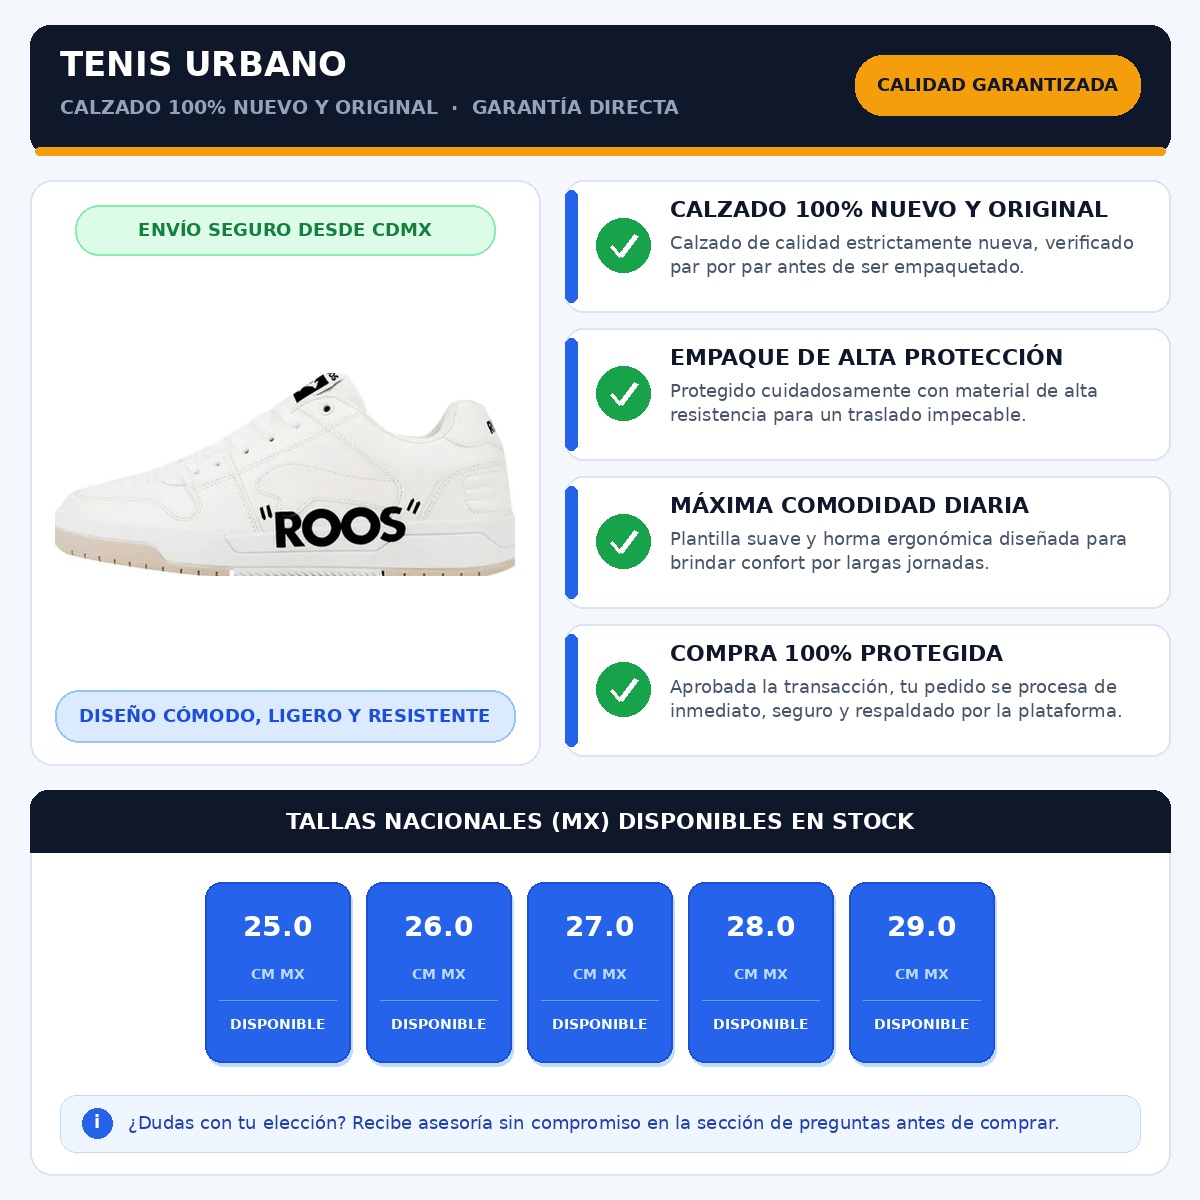 TENIS URBANO
CALZADO 100% NUEVO Y ORIGINAL · GARANTÍA DIRECTA
CALIDAD GARANTIZADA
ENVÍO SEGURO DESDE CDMX
"ROOS"
DISEÑO CÓMODO, LIGERO Y RESISTENTE
CALZADO 100% NUEVO Y ORIGINAL
Calzado de calidad estrictamente nueva, verificado
par por par antes de ser empaquetado.
EMPAQUE DE ALTA PROTECCIÓN
Protegido cuidadosamente con material de alta
resistencia para un traslado impecable.
MÁXIMA COMODIDAD DIARIA
Plantilla suave y horma ergonómica diseñada para
brindar confort por largas jornadas.
COMPRA 100% PROTEGIDA
Aprobada la transacción, tu pedido se procesa de
inmediato, seguro y respaldado por la plataforma.
TALLAS NACIONALES (MX) DISPONIBLES EN STOCK
25.0
CM MX
DISPONIBLE
26.0
CM MX
DISPONIBLE
27.0
CM MX
DISPONIBLE
28.0
CM MX
DISPONIBLE
29.0
CM MX
DISPONIBLE
i ¿Dudas con tu elección? Recibe asesoría sin compromiso en la sección de preguntas antes de comprar.